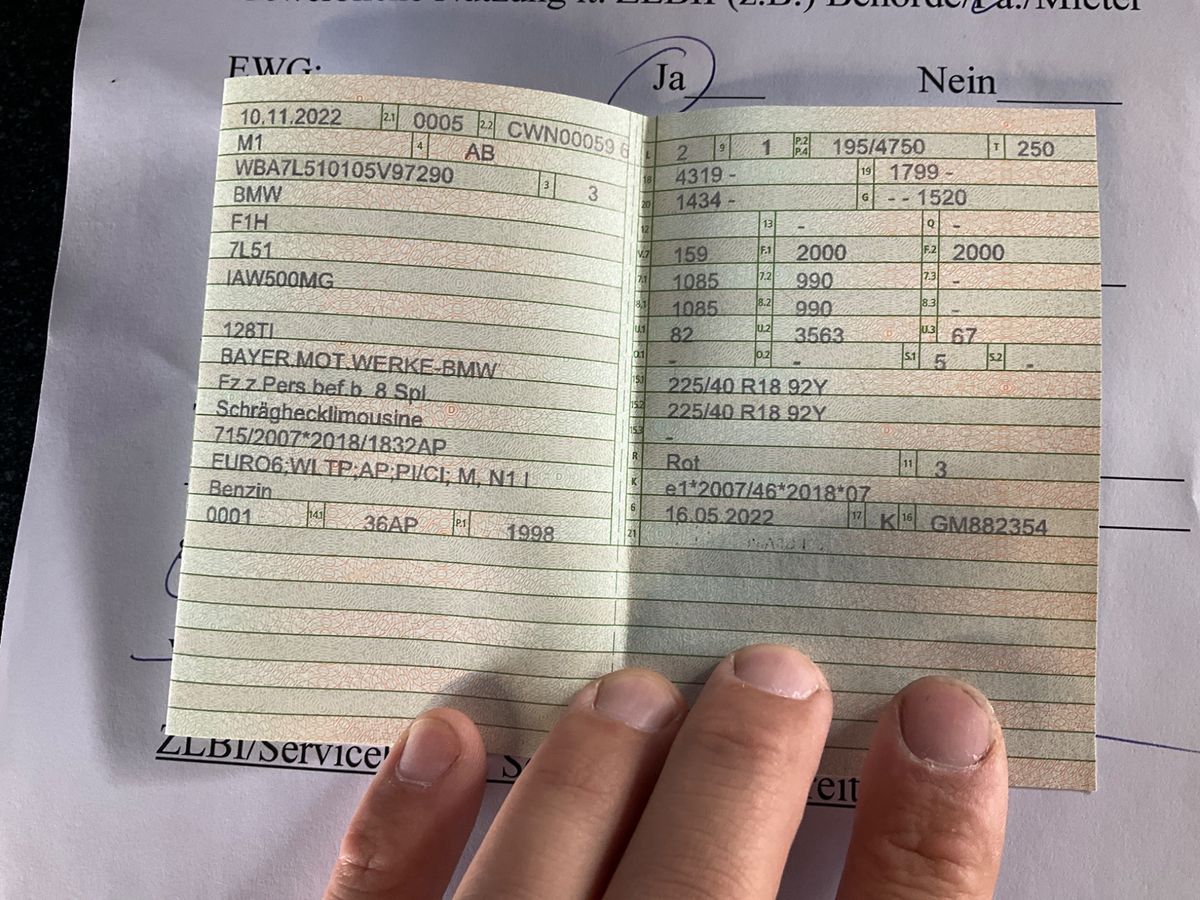 EWG:
Ja
Nein
10.11.2022 2.1 0005 2.2 CWN00059 6
M1 4 AB
WBA7L510105V97290 3 3
BMW
F1H
7L51
IAW500MG
128TI
BAYER.MOT.WERKE-BMW
Fz.z.Pers.bef.b. 8 Spl
Schräghecklimousine
715/2007*2018/1832AP
EURO6;WLTP;AP;PI/CI; M, N1 I
Benzin
0001 14.1 36AP P.1 1998
L 2 9 1 P.2 P.4 195/4750 T 250
18 4319 - 19 1799 -
20 1434 - G - - 1520
12 13 - Q -
V.7 159 F.1 2000 F.2 2000
7.1 1085 7.2 990 7.3 -
8.1 1085 8.2 990 8.3 -
U.1 82 U.2 3563 U.3 67
O.1 - O.2 - S.1 5 S.2 -
15.1 225/40 R18 92Y
15.2 225/40 R18 92Y
15.3 -
R Rot 11 3
K e1*2007/46*2018*07
6 16.05.2022 17 K 16 GM882354
21
ZLBI/Service